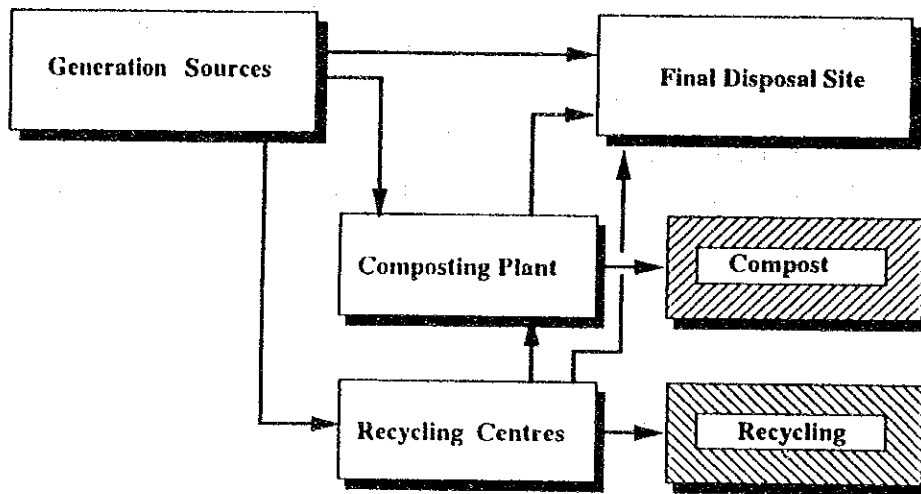 Generation Sources
Final Disposal Site
Composting Plant
Compost
Recycling Centres
Recycling